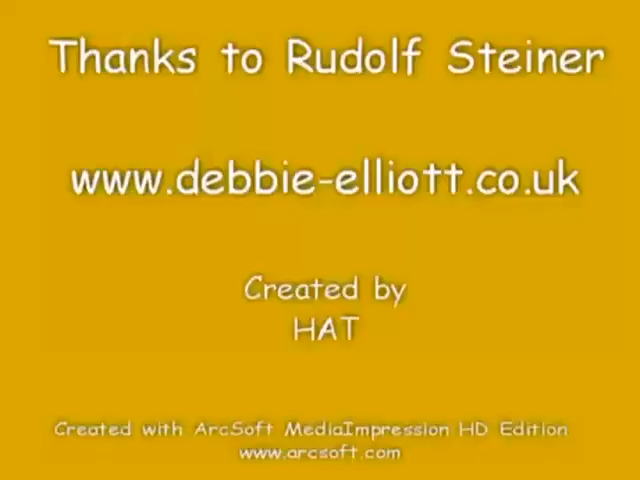 Thanks to Rudolf Steiner
www.debbie-elliott.co.uk
Created by
HAT
Created with ArcSoft MediaImpression HD Edition
www.arcsoft.com